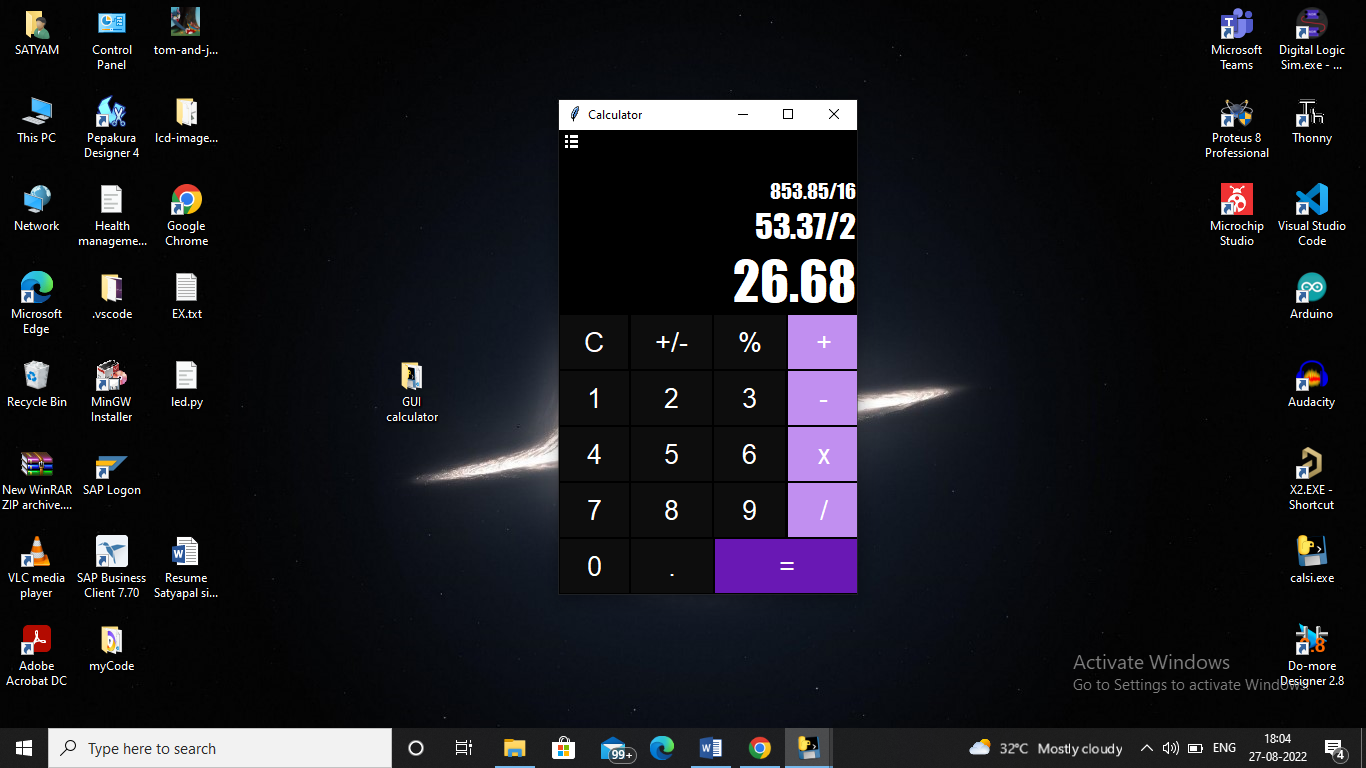 SATYAM
Control
Panel
tom-and-j...
This PC
Pepakura
Designer 4
lcd-image...
Network
Health
manageme...
Google
Chrome
Microsoft
Edge
.vscode
EX.txt
Recycle Bin
MinGW
Installer
led.py
New WinRAR
ZIP archive....
SAP Logon
VLC media
player
SAP Business
Client 7.70
Resume
Satyapal si...
Adobe
Acrobat DC
myCode
GUI
calculator
Calculator
853.85/16
53.37/2
26.68
C +/- % +
1 2 3 -
4 5 6 x
7 8 9 /
0 . =
Microsoft
Teams
Digital Logic
Sim.exe - ...
Proteus 8
Professional
Thonny
Microchip
Studio
Visual Studio
Code
Arduino
Audacity
X2.EXE -
Shortcut
calsi.exe
Do-more
Designer 2.8
Activate Windows
Go to Settings to activate Windows.
Type here to search
99+
32°C Mostly cloudy
ENG
18:04
27-08-2022
4